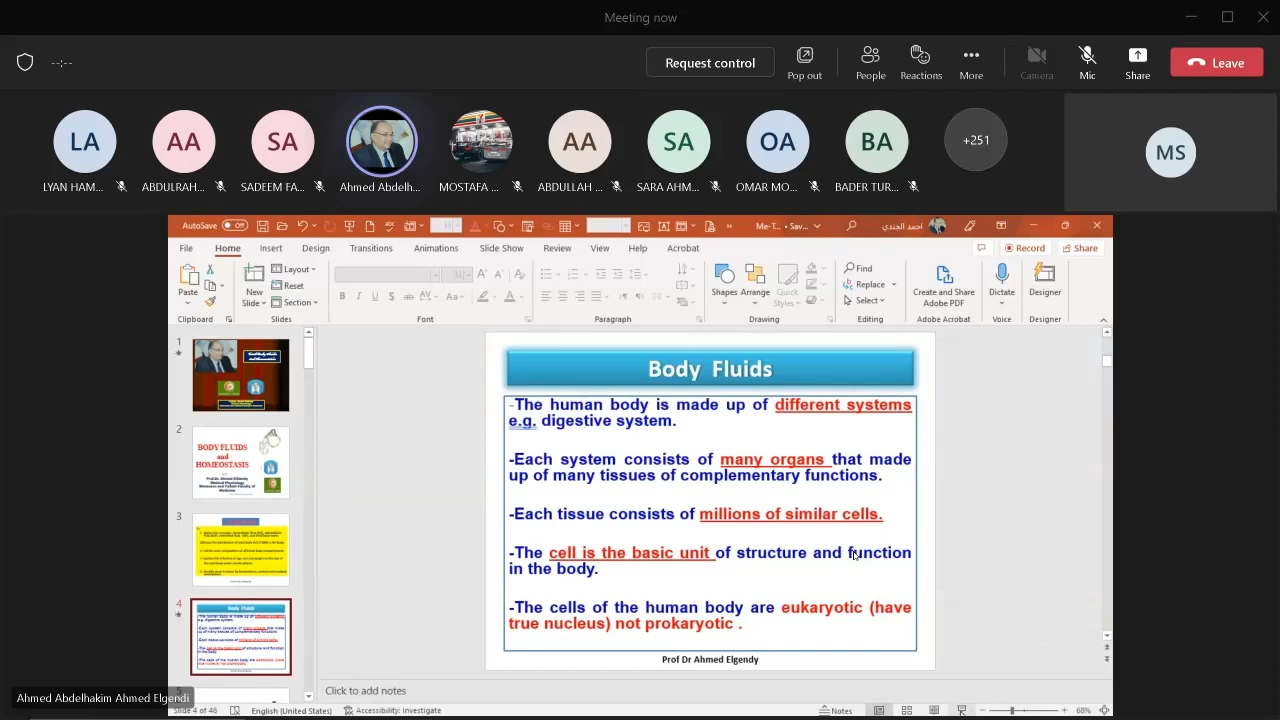 Meeting now
--:--
Request control
Pop out
People
Reactions
More
Camera
Mic
Share
Leave
LA
AA
SA
AA
SA
OA
BA
+251
MS
LYAN HAM...
ABDULRAH...
SADEEM FA...
Ahmed Abdelh...
MOSTAFA ...
ABDULLAH ...
SARA AHM...
OMAR MO...
BADER TUR...
AutoSave Off
Me-T... • Sav...
احمد الجندي
File Home Insert Design Transitions Animations Slide Show Review View Help Acrobat
Record Share
Paste
New Slide
Layout
Reset
Section
Shapes Arrange Quick Styles
Find
Replace
Select
Create and Share Adobe PDF
Dictate
Designer
Clipboard Slides Font Paragraph Drawing Editing Adobe Acrobat Voice Designer
1
2
BODY FLUIDS
and
HOMEOSTASIS
3
4
Body Fluids
5
Body Fluids
-The human body is made up of different systems
e.g. digestive system.
-Each system consists of many organs that made
up of many tissues of complementary functions.
-Each tissue consists of millions of similar cells.
-The cell is the basic unit of structure and function
in the body.
-The cells of the human body are eukaryotic (have
true nucleus) not prokaryotic .
Prof Dr Ahmed Elgendy
Click to add notes
Ahmed Abdelhakim Ahmed Elgendi
Slide 4 of 48 English (United States) Accessibility: Investigate Notes 68%